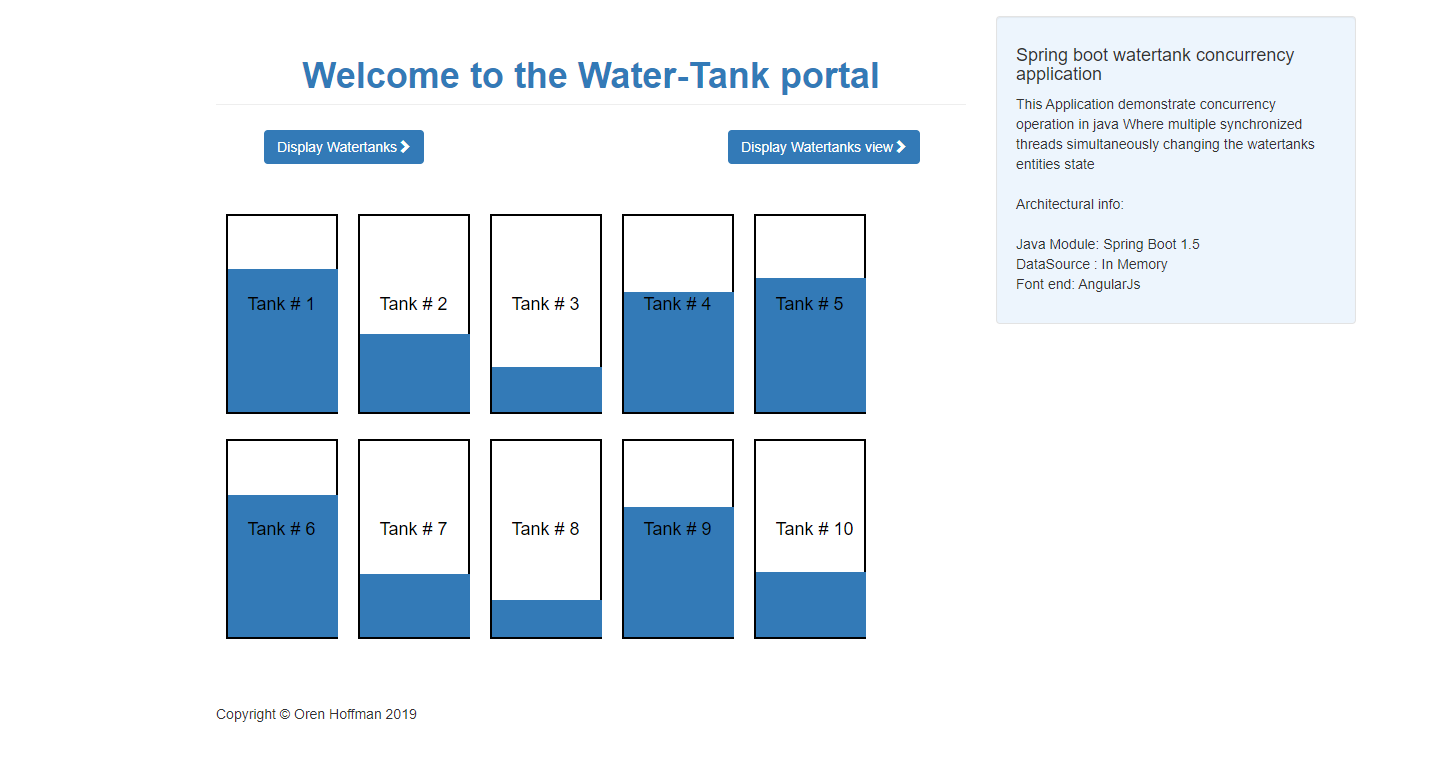 Welcome to the Water-Tank portal
Display Watertanks
Display Watertanks view
Tank # 1
Tank # 2
Tank # 3
Tank # 4
Tank # 5
Tank # 6
Tank # 7
Tank # 8
Tank # 9
Tank # 10
Copyright © Oren Hoffman 2019
Spring boot watertank concurrency
application
This Application demonstrate concurrency
operation in java Where multiple synchronized
threads simultaneously changing the watertanks
entities state
Architectural info:
Java Module: Spring Boot 1.5
DataSource : In Memory
Font end: AngularJs